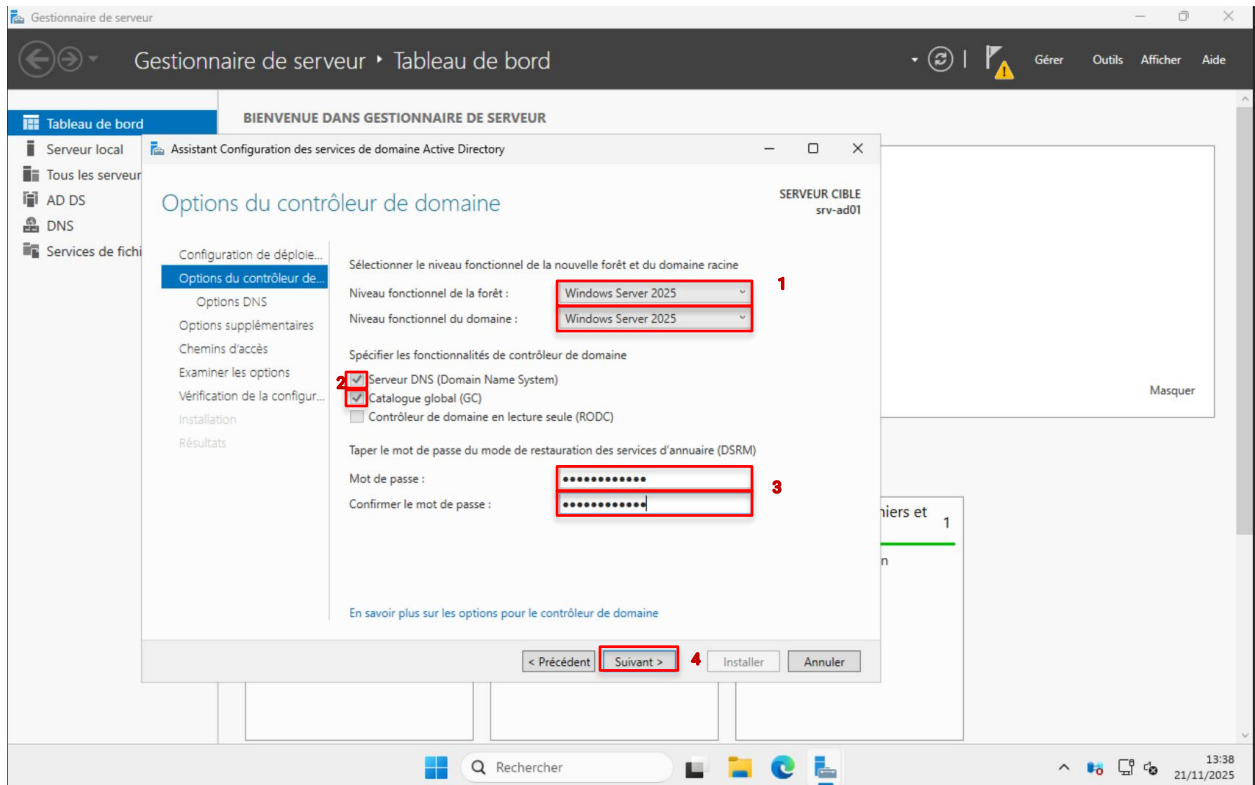 Gestionnaire de serveur
Gestionnaire de serveur ‣ Tableau de bord
Gérer Outils Afficher Aide
Tableau de bord
Serveur local
Tous les serveur
AD DS
DNS
Services de fichi
BIENVENUE DANS GESTIONNAIRE DE SERVEUR
Assistant Configuration des services de domaine Active Directory
Options du contrôleur de domaine
SERVEUR CIBLE
srv-ad01
Configuration de déploie...
Options du contrôleur de...
Options DNS
Options supplémentaires
Chemins d'accès
Examiner les options
Vérification de la configur...
Installation
Résultats
Sélectionner le niveau fonctionnel de la nouvelle forêt et du domaine racine
1
Niveau fonctionnel de la forêt : Windows Server 2025
Niveau fonctionnel du domaine : Windows Server 2025
Spécifier les fonctionnalités de contrôleur de domaine
2 Serveur DNS (Domain Name System)
Catalogue global (GC)
Contrôleur de domaine en lecture seule (RODC)
Taper le mot de passe du mode de restauration des services d'annuaire (DSRM)
Mot de passe : ••••••••••••
3
Confirmer le mot de passe : ••••••••••••
En savoir plus sur les options pour le contrôleur de domaine
< Précédent Suivant > 4 Installer Annuler
Masquer
hiers et 1
n
Rechercher
13:38
21/11/2025